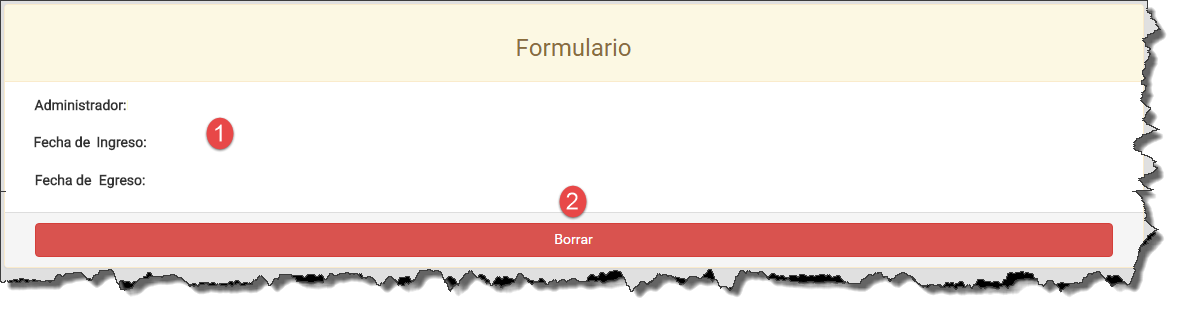 Formulario
Administrador:
1
Fecha de Ingreso:
Fecha de Egreso:
2
Borrar